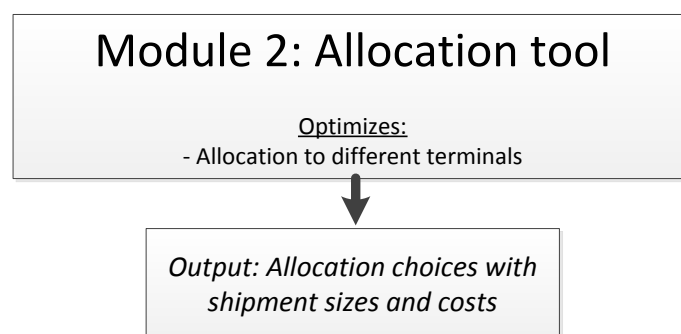 Module 2: Allocation tool
Optimizes:
- Allocation to different terminals
Output: Allocation choices with
shipment sizes and costs